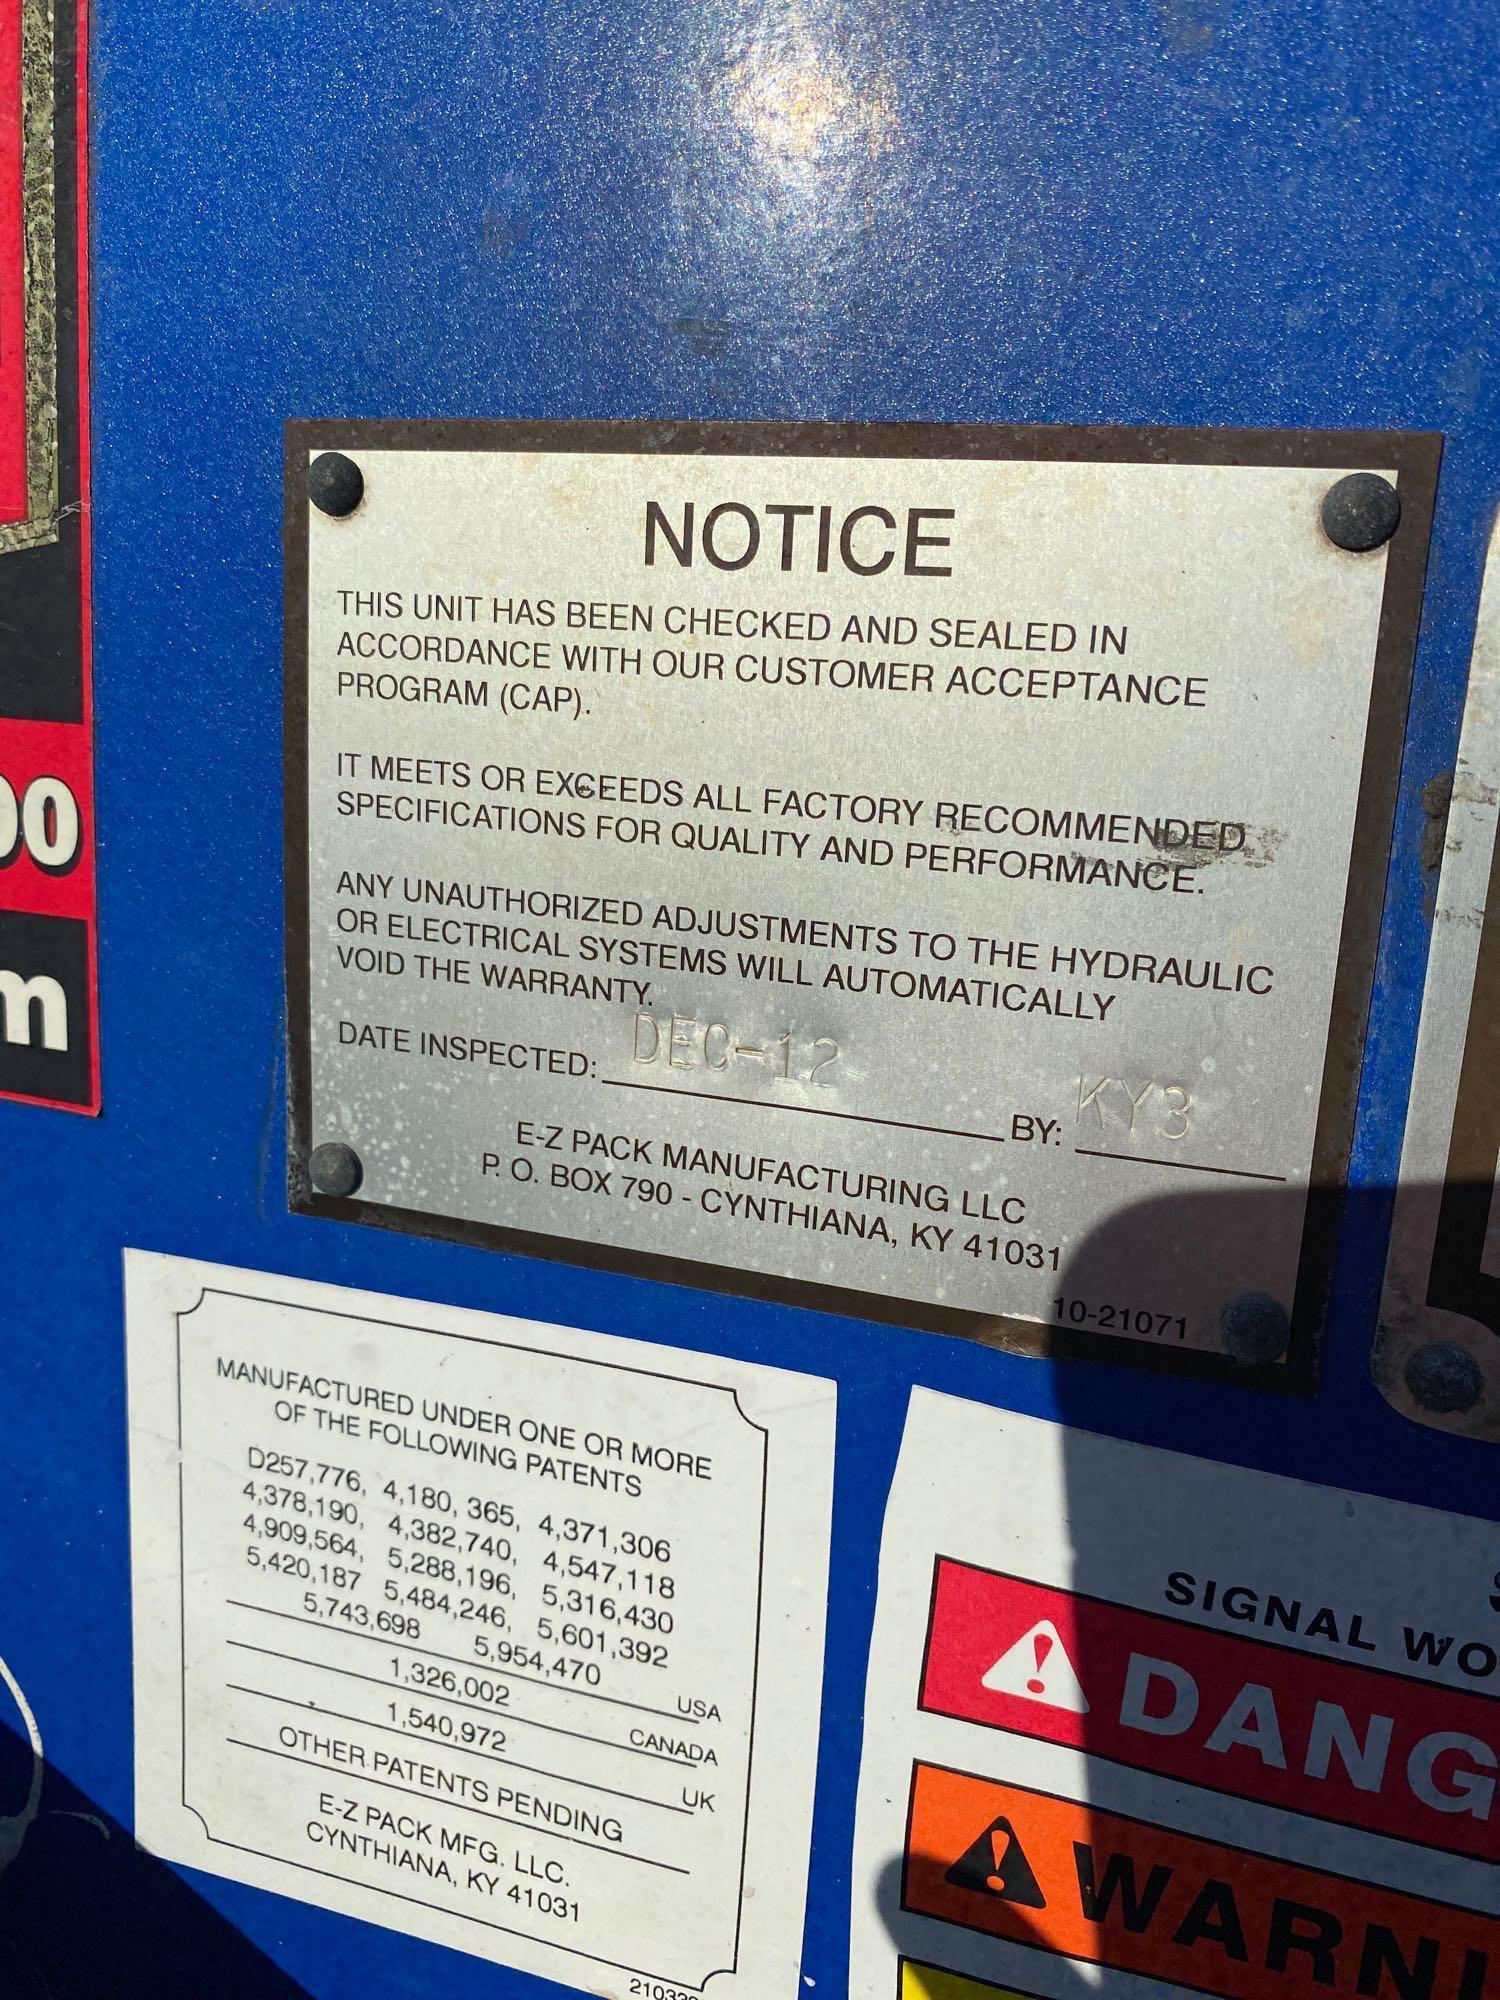 NOTICE
THIS UNIT HAS BEEN CHECKED AND SEALED IN
ACCORDANCE WITH OUR CUSTOMER ACCEPTANCE
PROGRAM (CAP).
IT MEETS OR EXCEEDS ALL FACTORY RECOMMENDED
SPECIFICATIONS FOR QUALITY AND PERFORMANCE.
ANY UNAUTHORIZED ADJUSTMENTS TO THE HYDRAULIC
OR ELECTRICAL SYSTEMS WILL AUTOMATICALLY
VOID THE WARRANTY.
DATE INSPECTED: DEC-12 BY: KY3
E-Z PACK MANUFACTURING LLC
P. O. BOX 790 - CYNTHIANA, KY 41031
10-21071
MANUFACTURED UNDER ONE OR MORE
OF THE FOLLOWING PATENTS
D257,776, 4,180, 365, 4,371,306
4,378,190, 4,382,740, 4,547,118
4,909,564, 5,288,196, 5,316,430
5,420,187 5,484,246, 5,601,392
5,743,698 5,954,470
USA
1,326,002
CANADA
1,540,972
UK
OTHER PATENTS PENDING
E-Z PACK MFG. LLC.
CYNTHIANA, KY 41031
SIGNAL WO
DANG
WARNI
00
m